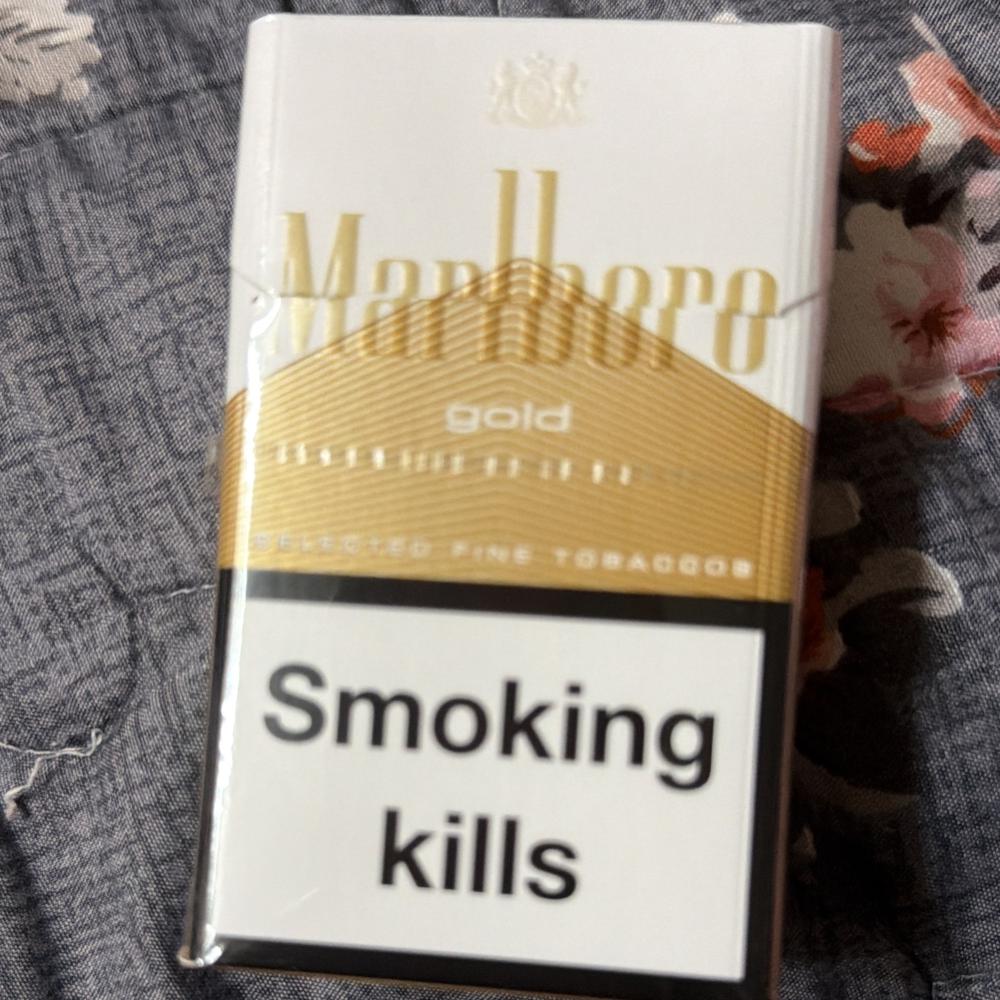 Marlboro
gold
SELECTED FINE TOBACCOS
Smoking
kills